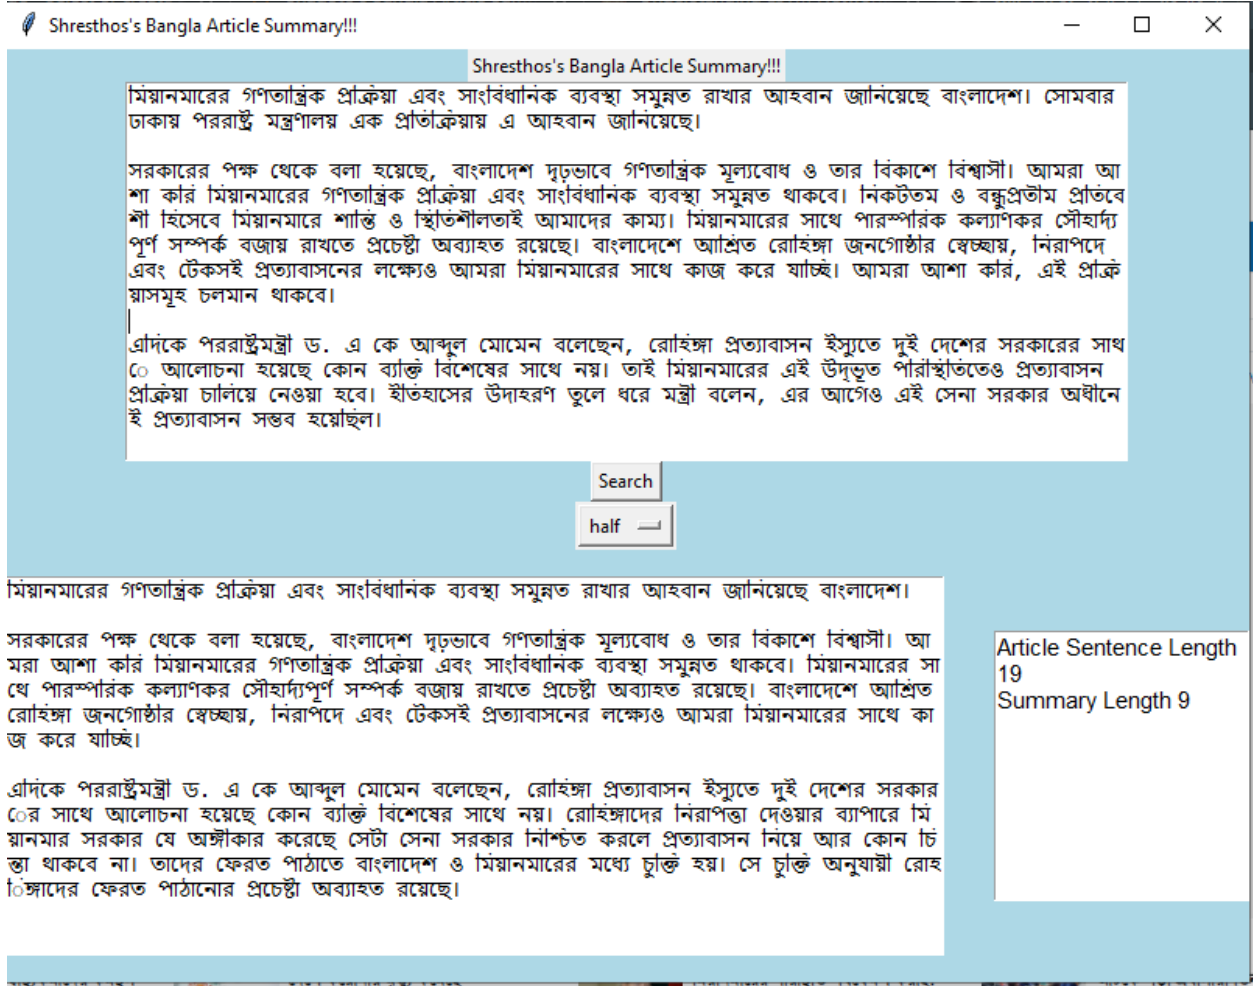 Shresthos's Bangla Article Summary!!!
Shresthos's Bangla Article Summary!!!
মিয়ানমারের গণতান্ত্রিক প্রক্রিয়া এবং সাংবিধানিক ব্যবস্থা সমুন্নত রাখার আহবান জানিয়েছে বাংলাদেশ। সোমবার
ঢাকায় পররাষ্ট্র মন্ত্রণালয় এক প্রতিক্রিয়ায় এ আহবান জানিয়েছে।
সরকারের পক্ষ থেকে বলা হয়েছে, বাংলাদেশ দৃঢ়ভাবে গণতান্ত্রিক মূল্যবোধ ও তার বিকাশে বিশ্বাসী। আমরা আ
শা করি মিয়ানমারের গণতান্ত্রিক প্রক্রিয়া এবং সাংবিধানিক ব্যবস্থা সমুন্নত থাকবে। নিকটতম ও বন্ধুপ্রতীম প্রতিবে
শী হিসেবে মিয়ানমারে শান্তি ও স্থিতিশীলতাই আমাদের কাম্য। মিয়ানমারের সাথে পারস্পরিক কল্যাণকর সৌহার্দ্য
পূর্ণ সম্পর্ক বজায় রাখতে প্রচেষ্টা অব্যাহত রয়েছে। বাংলাদেশে আশ্রিত রোহিঙ্গা জনগোষ্ঠীর স্বেচ্ছায়, নিরাপদে
এবং টেকসই প্রত্যাবাসনের লক্ষ্যেও আমরা মিয়ানমারের সাথে কাজ করে যাচ্ছি। আমরা আশা করি, এই প্রক্রি
য়াসমূহ চলমান থাকবে।
এদিকে পররাষ্ট্রমন্ত্রী ড. এ কে আব্দুল মোমেন বলেছেন, রোহিঙ্গা প্রত্যাবাসন ইস্যুতে দুই দেশের সরকারের সাথ
ে আলোচনা হয়েছে কোন ব্যক্তি বিশেষের সাথে নয়। তাই মিয়ানমারের এই উদ্ভূত পরিস্থিতিতেও প্রত্যাবাসন
প্রক্রিয়া চালিয়ে নেওয়া হবে। ইতিহাসের উদাহরণ তুলে ধরে মন্ত্রী বলেন, এর আগেও এই সেনা সরকার অধীনে
ই প্রত্যাবাসন সম্ভব হয়েছিল।
Search
half
মিয়ানমারের গণতান্ত্রিক প্রক্রিয়া এবং সাংবিধানিক ব্যবস্থা সমুন্নত রাখার আহবান জানিয়েছে বাংলাদেশ।
সরকারের পক্ষ থেকে বলা হয়েছে, বাংলাদেশ দৃঢ়ভাবে গণতান্ত্রিক মূল্যবোধ ও তার বিকাশে বিশ্বাসী। আ
মরা আশা করি মিয়ানমারের গণতান্ত্রিক প্রক্রিয়া এবং সাংবিধানিক ব্যবস্থা সমুন্নত থাকবে। মিয়ানমারের সা
থে পারস্পরিক কল্যাণকর সৌহার্দ্যপূর্ণ সম্পর্ক বজায় রাখতে প্রচেষ্টা অব্যাহত রয়েছে। বাংলাদেশে আশ্রিত
রোহিঙ্গা জনগোষ্ঠীর স্বেচ্ছায়, নিরাপদে এবং টেকসই প্রত্যাবাসনের লক্ষ্যেও আমরা মিয়ানমারের সাথে কা
জ করে যাচ্ছি।
এদিকে পররাষ্ট্রমন্ত্রী ড. এ কে আব্দুল মোমেন বলেছেন, রোহিঙ্গা প্রত্যাবাসন ইস্যুতে দুই দেশের সরকার
ের সাথে আলোচনা হয়েছে কোন ব্যক্তি বিশেষের সাথে নয়। রোহিঙ্গাদের নিরাপত্তা দেওয়ার ব্যাপারে মি
য়ানমার সরকার যে অঙ্গীকার করেছে সেটা সেনা সরকার নিশ্চিত করলে প্রত্যাবাসন নিয়ে আর কোন চি
ন্তা থাকবে না। তাদের ফেরত পাঠাতে বাংলাদেশ ও মিয়ানমারের মধ্যে চুক্তি হয়। সে চুক্তি অনুযায়ী রোহ
িঙ্গাদের ফেরত পাঠানোর প্রচেষ্টা অব্যাহত রয়েছে।
Article Sentence Length
19
Summary Length 9